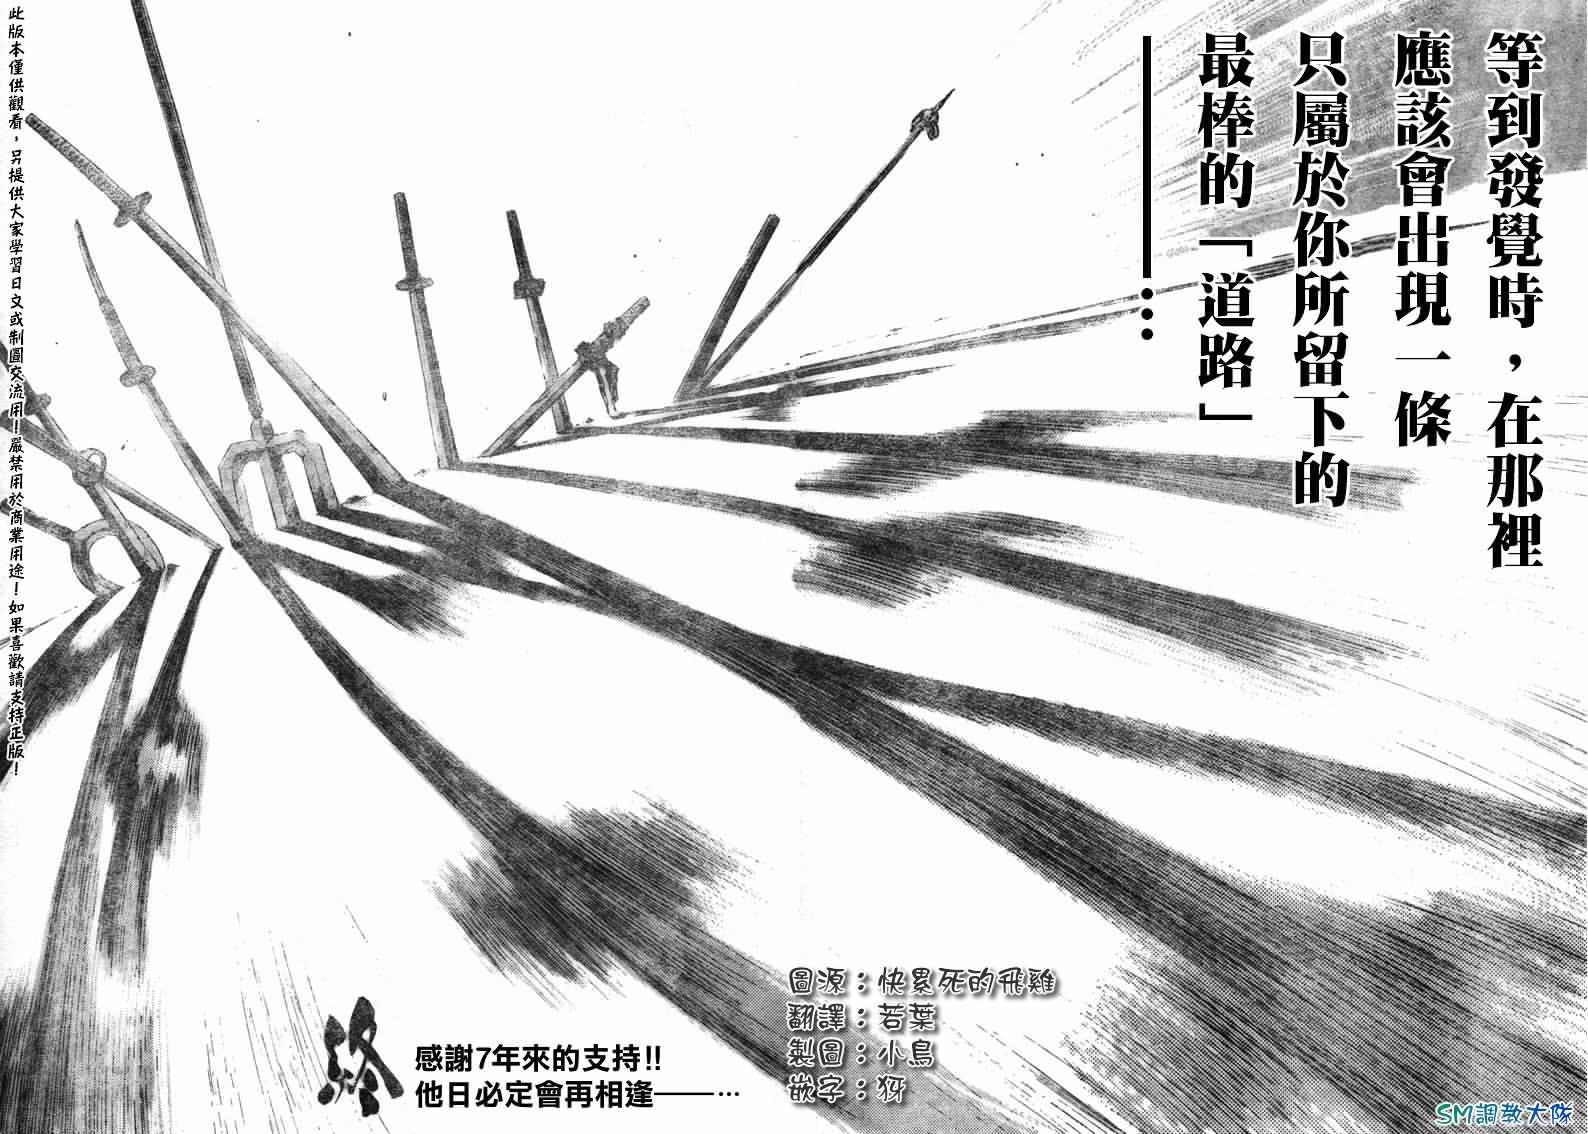 等到發覺時，在那裡
應該會出現一條
只屬於你所留下的
最棒的「道路」
——…
此版本僅供觀看，另提供大家學習日文或制圖交流用！嚴禁用於商業用途！如果喜歡請支持正版！
終
感謝7年來的支持!!
他日必定會再相逢——…
圖源：快累死的飛雞
翻譯：若葉
製圖：小鳥
嵌字：犽
SM調教大隊